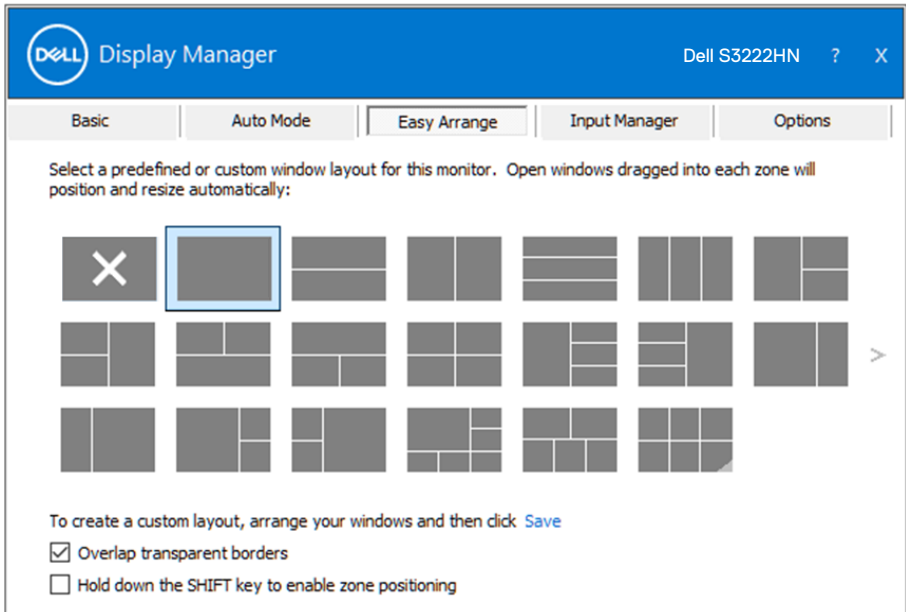 DELL Display Manager
Dell S3222HN ? X
Basic Auto Mode Easy Arrange Input Manager Options
Select a predefined or custom window layout for this monitor. Open windows dragged into each zone will
position and resize automatically:
>
To create a custom layout, arrange your windows and then click Save
Overlap transparent borders
Hold down the SHIFT key to enable zone positioning